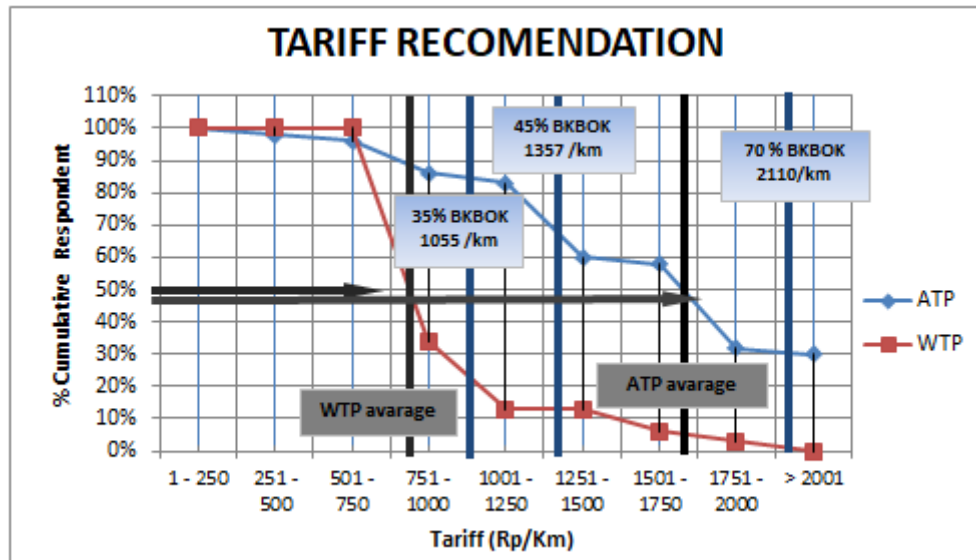 TARIFF RECOMENDATION
110%
100%
90%
80%
70%
60%
50%
40%
30%
20%
10%
0%
% Cumulative Respondent
45% BKBOK
1357 /km
70 % BKBOK
2110/km
35% BKBOK
1055 /km
WTP avarage
ATP avarage
ATP
WTP
1 - 250
251 -
500
501 -
750
751 -
1000
1001 -
1250
1251 -
1500
1501 -
1750
1751 -
2000
> 2001
Tariff (Rp/Km)